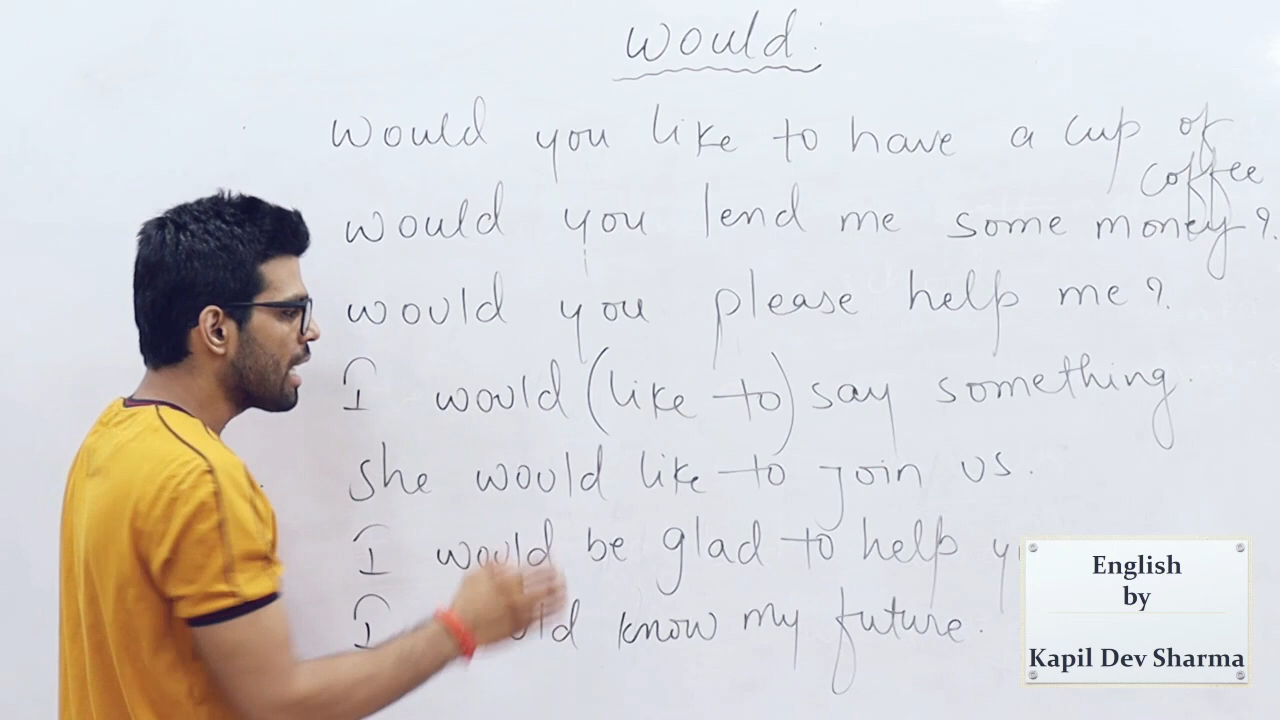 Would:
Would you like to have a cup of
coffee
Would you lend me some money?
Would you please help me?
I would (like to) say something.
She would like to join us.
I would be glad to help
I know my future.
English
by
Kapil Dev Sharma